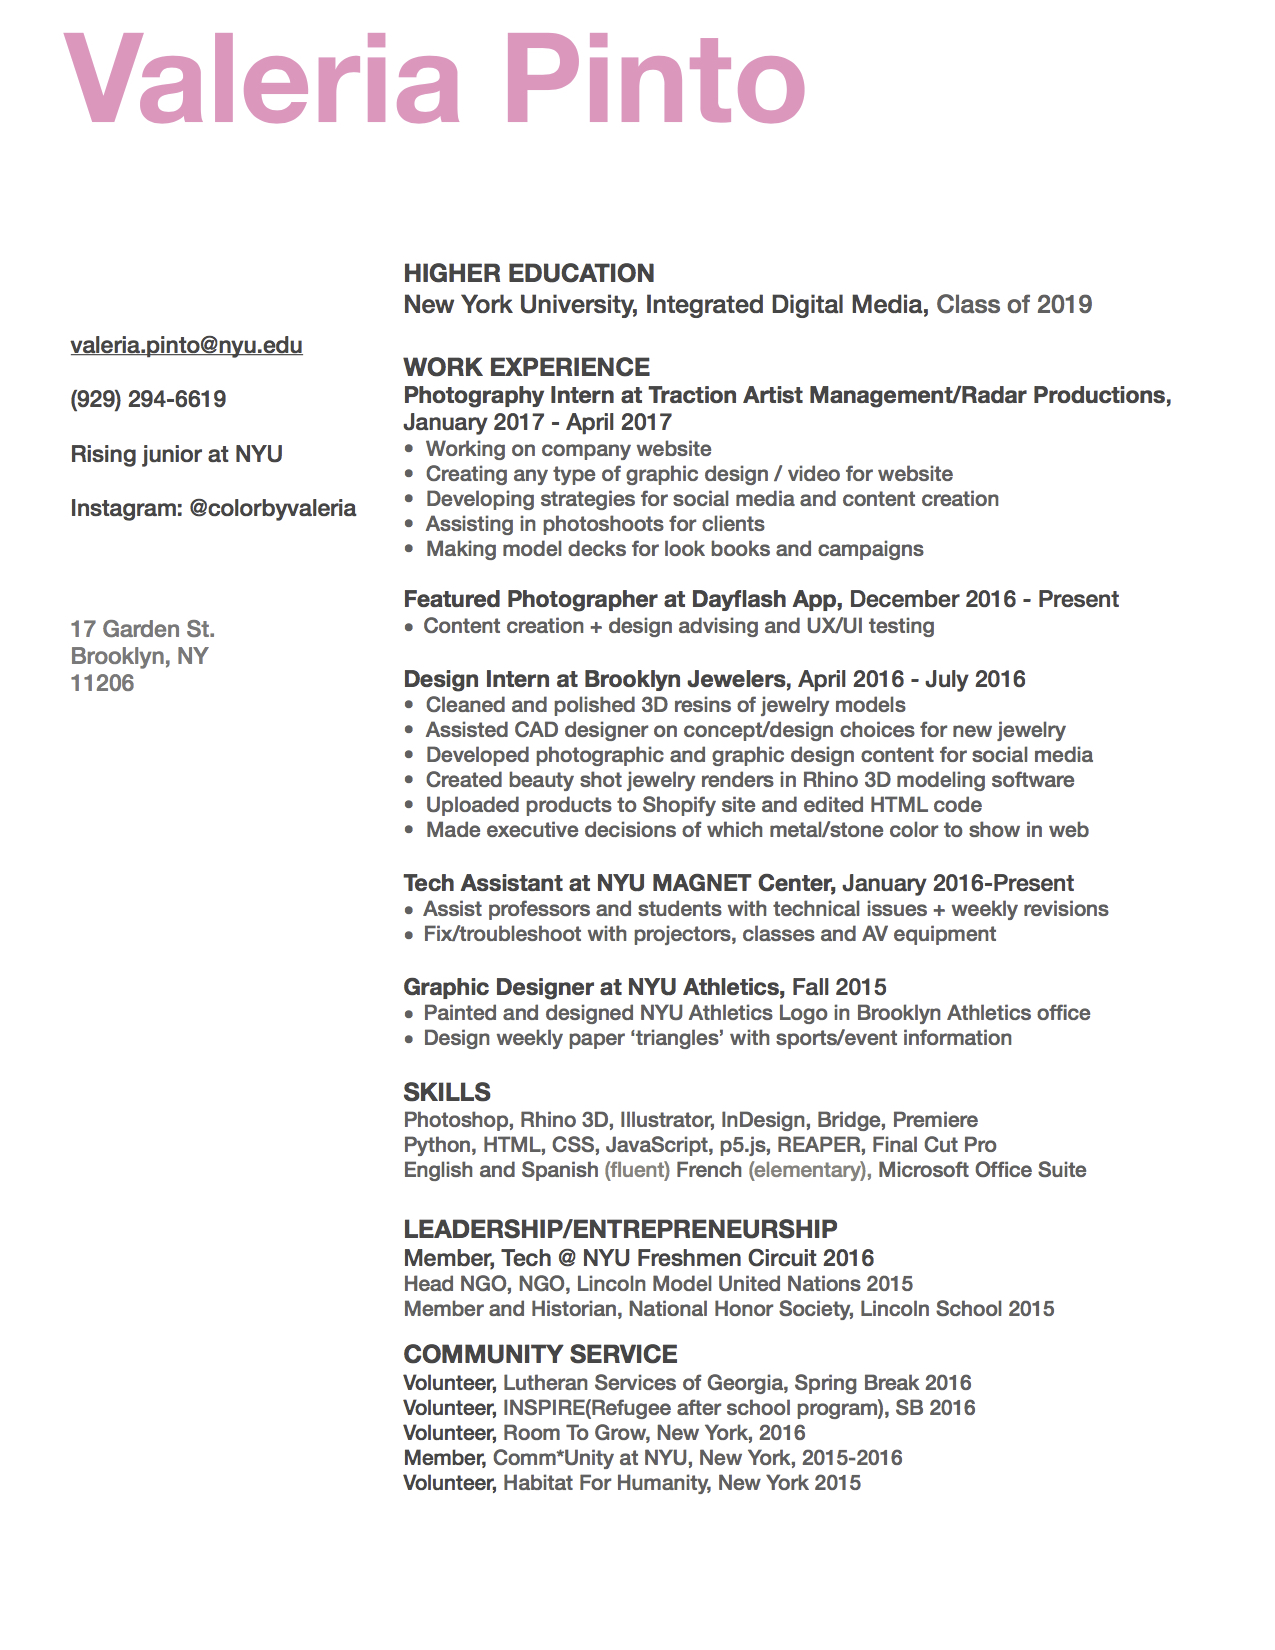 Valeria Pinto
valeria.pinto@nyu.edu
(929) 294-6619
Rising junior at NYU
Instagram: @colorbyvaleria
17 Garden St.
Brooklyn, NY
11206
HIGHER EDUCATION
New York University, Integrated Digital Media, Class of 2019
WORK EXPERIENCE
Photography Intern at Traction Artist Management/Radar Productions,
January 2017 - April 2017
• Working on company website
• Creating any type of graphic design / video for website
• Developing strategies for social media and content creation
• Assisting in photoshoots for clients
• Making model decks for look books and campaigns
Featured Photographer at Dayflash App, December 2016 - Present
• Content creation + design advising and UX/UI testing
Design Intern at Brooklyn Jewelers, April 2016 - July 2016
• Cleaned and polished 3D resins of jewelry models
• Assisted CAD designer on concept/design choices for new jewelry
• Developed photographic and graphic design content for social media
• Created beauty shot jewelry renders in Rhino 3D modeling software
• Uploaded products to Shopify site and edited HTML code
• Made executive decisions of which metal/stone color to show in web
Tech Assistant at NYU MAGNET Center, January 2016-Present
• Assist professors and students with technical issues + weekly revisions
• Fix/troubleshoot with projectors, classes and AV equipment
Graphic Designer at NYU Athletics, Fall 2015
• Painted and designed NYU Athletics Logo in Brooklyn Athletics office
• Design weekly paper ‘triangles’ with sports/event information
SKILLS
Photoshop, Rhino 3D, Illustrator, InDesign, Bridge, Premiere
Python, HTML, CSS, JavaScript, p5.js, REAPER, Final Cut Pro
English and Spanish (fluent) French (elementary), Microsoft Office Suite
LEADERSHIP/ENTREPRENEURSHIP
Member, Tech @ NYU Freshmen Circuit 2016
Head NGO, NGO, Lincoln Model United Nations 2015
Member and Historian, National Honor Society, Lincoln School 2015
COMMUNITY SERVICE
Volunteer, Lutheran Services of Georgia, Spring Break 2016
Volunteer, INSPIRE(Refugee after school program), SB 2016
Volunteer, Room To Grow, New York, 2016
Member, Comm*Unity at NYU, New York, 2015-2016
Volunteer, Habitat For Humanity, New York 2015